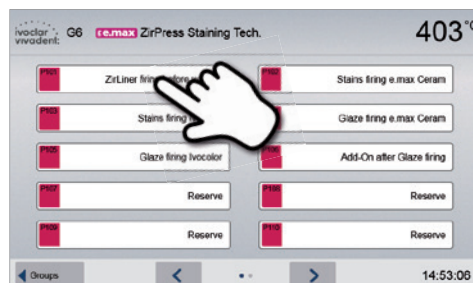 ivoclar
vivadent:
G6 IPS e.max ZirPress Staining Tech.
403°C
P101 ZirLiner firing before
P102 Stains firing e.max Ceram
P103 Stains firing
Glaze firing e.max Ceram
P105 Glaze firing Ivocolor
P106 Add-On after Glaze firing
P107 Reserve
P108 Reserve
P109 Reserve
P110 Reserve
Groups
14:53:06